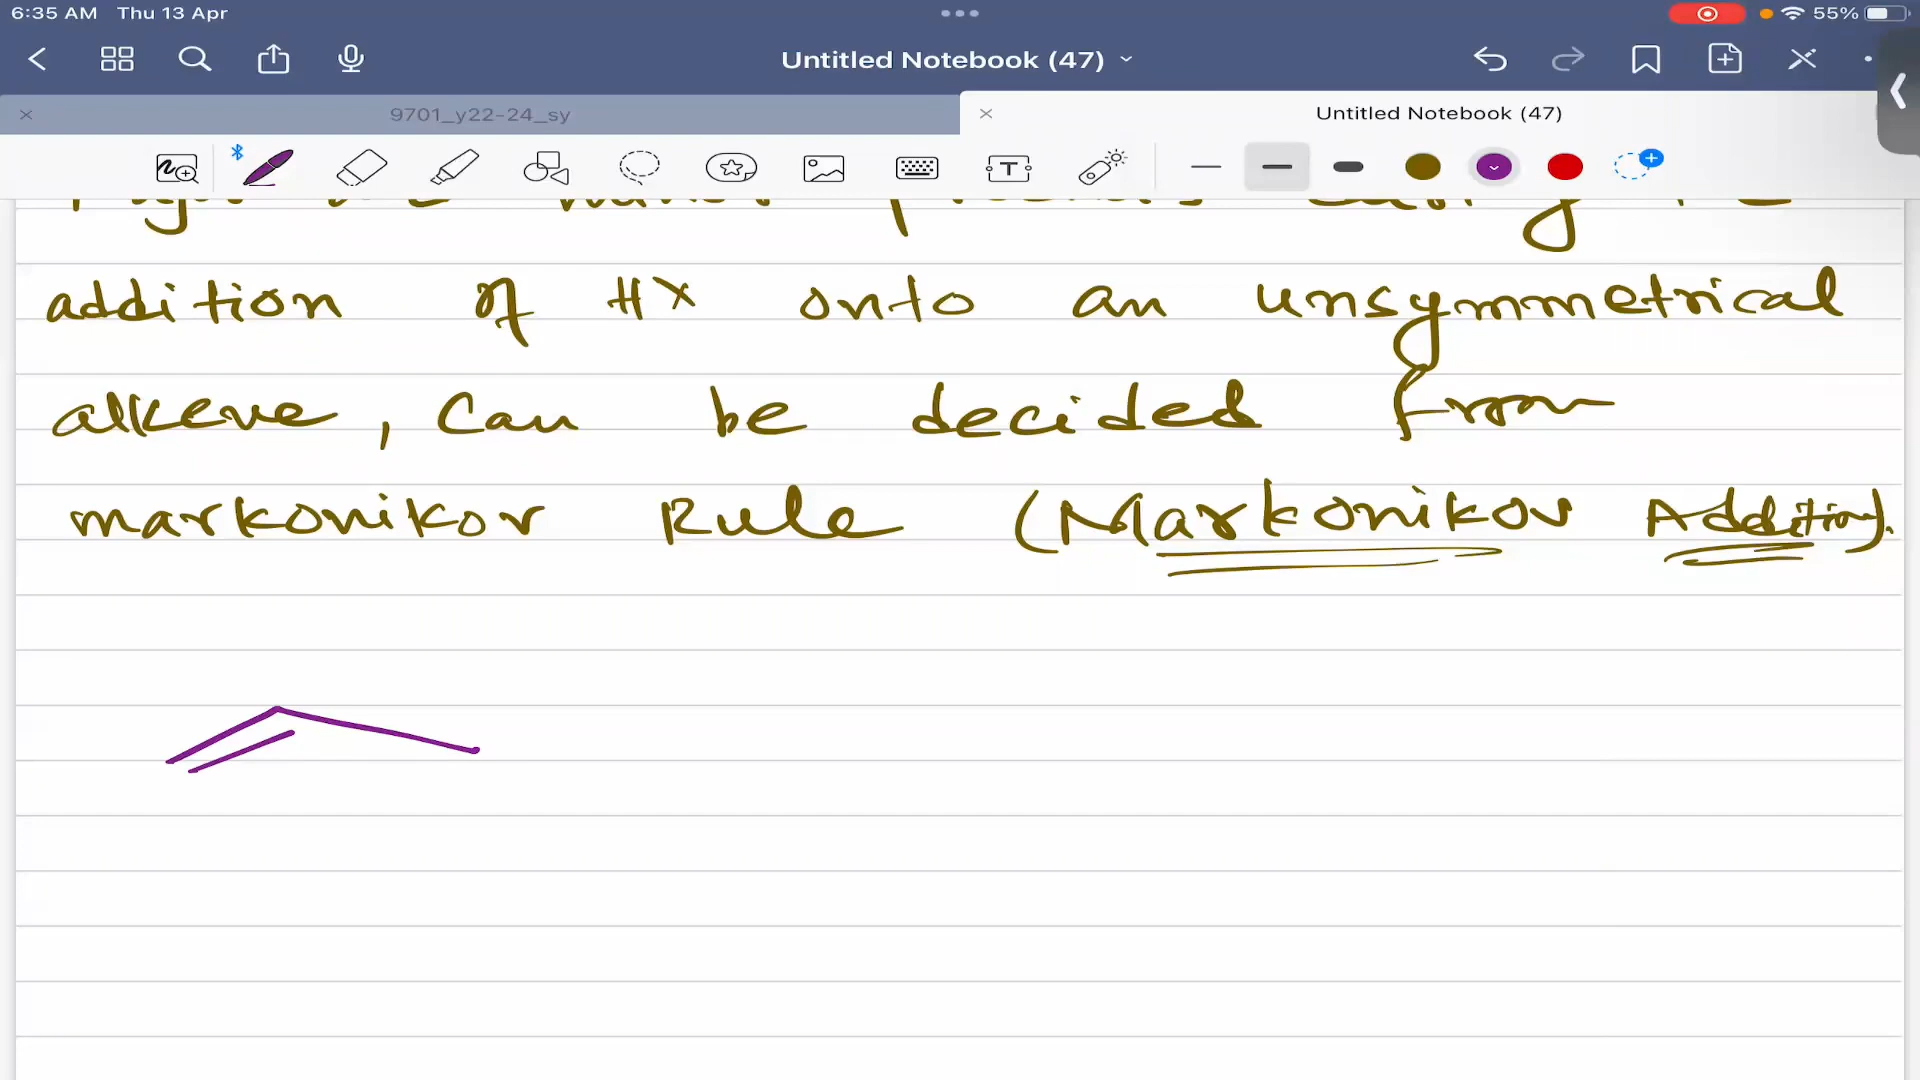 6:35 AM Thu 13 Apr
55%
Untitled Notebook (47)
9701_y22-24_sy
Untitled Notebook (47)
T
addition of HX onto an unsymmetrical
alkene, Can be decided from
markonikor Rule (Markonikov Addition).